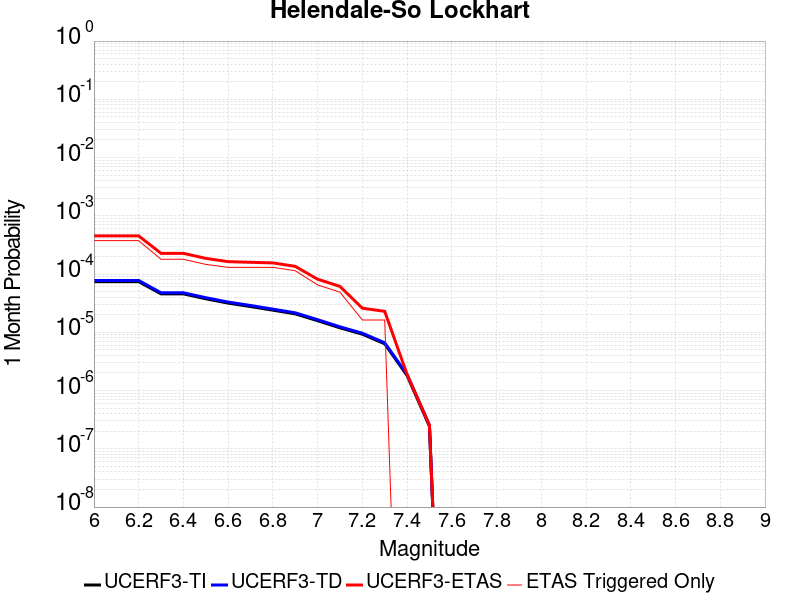 Helendale-So Lockhart
10 0
10 -1
10 -2
10 -3
10 -4
10 -5
10 -6
10 -7
10 -8
1 Month Probability
6 6.2 6.4 6.6 6.8 7 7.2 7.4 7.6 7.8 8 8.2 8.4 8.6 8.8 9
Magnitude
UCERF3-TI UCERF3-TD UCERF3-ETAS ETAS Triggered Only